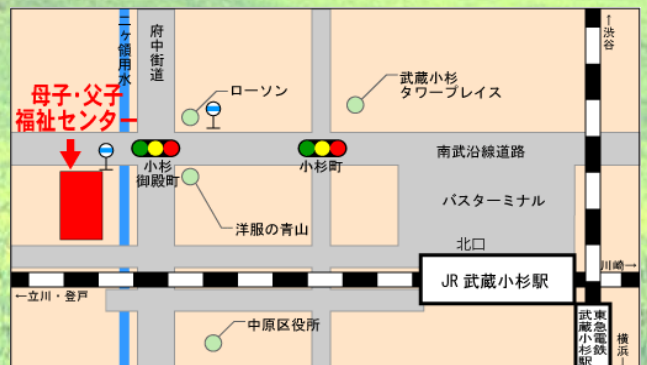 二ヶ領用水
府中街道
↑渋谷
母子・父子
福祉センター
ローソン
武蔵小杉
タワープレイス
小杉
御殿町
小杉町
南武沿線道路
洋服の青山
バスターミナル
北口
川崎→
JR 武蔵小杉駅
←立川・登戸
中原区役所
東急電鉄
武蔵小杉駅
横浜